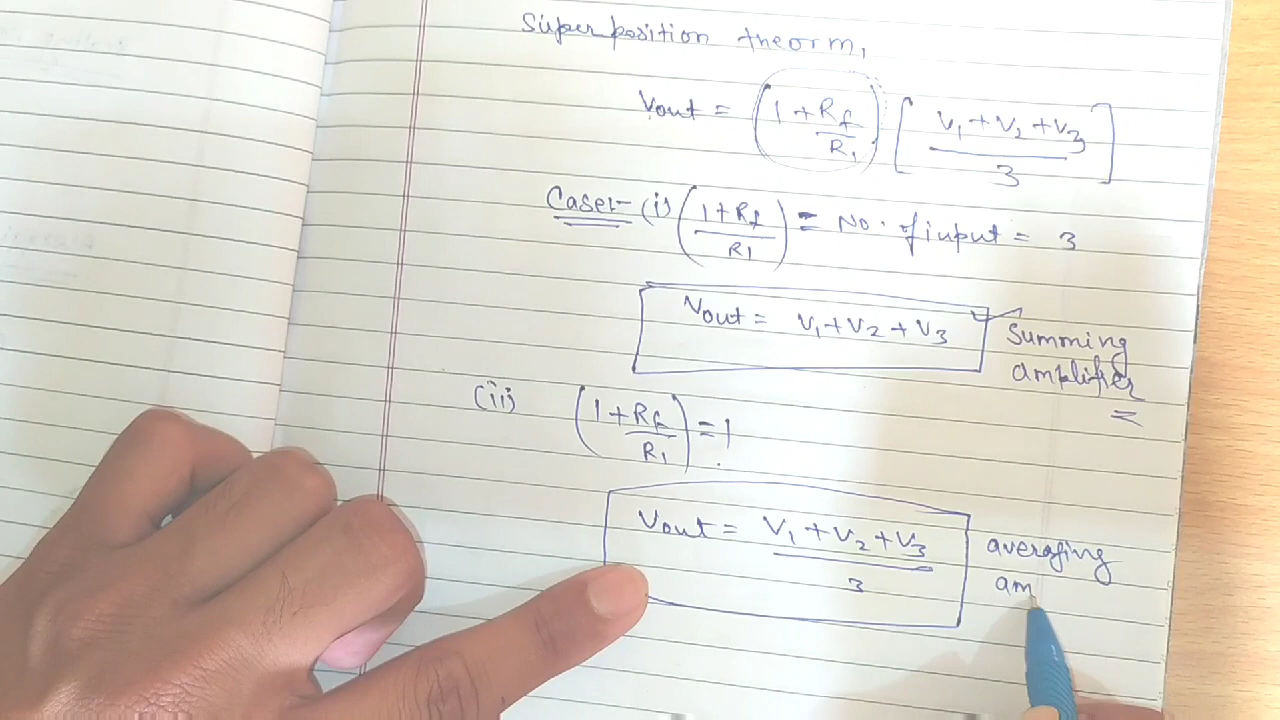 Superposition theorm,
Vout = (1 + Rf/R1) [V1 + V2 + V3 / 3]
Case:- (i) (1 + Rf/R1) = No. of input = 3
Vout = V1 + V2 + V3
Summing
amplifier
(ii) (1 + Rf/R1) = 1
Vout = V1 + V2 + V3 / 3
averaging
am